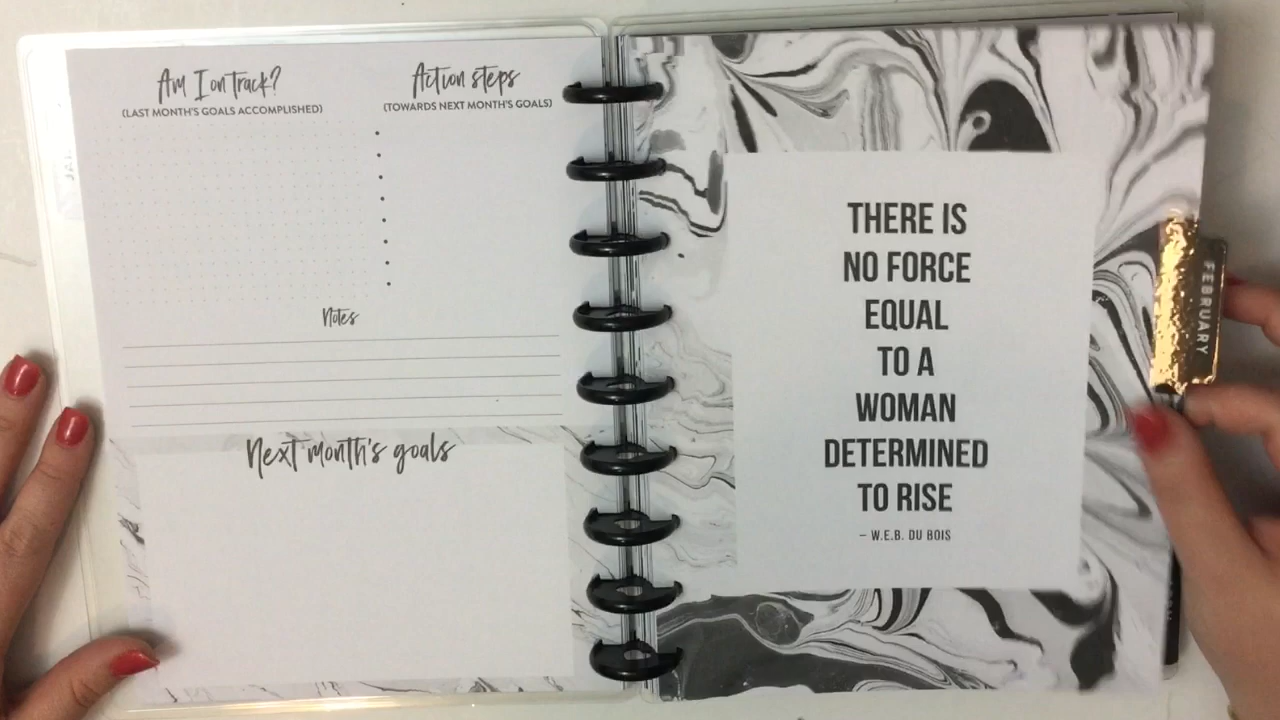 Am I on track?
(LAST MONTH'S GOALS ACCOMPLISHED)
Action steps
(TOWARDS NEXT MONTH'S GOALS)
Notes
Next month's goals
THERE IS
NO FORCE
EQUAL
TO A
WOMAN
DETERMINED
TO RISE
– W.E.B. DU BOIS
FEBRUARY